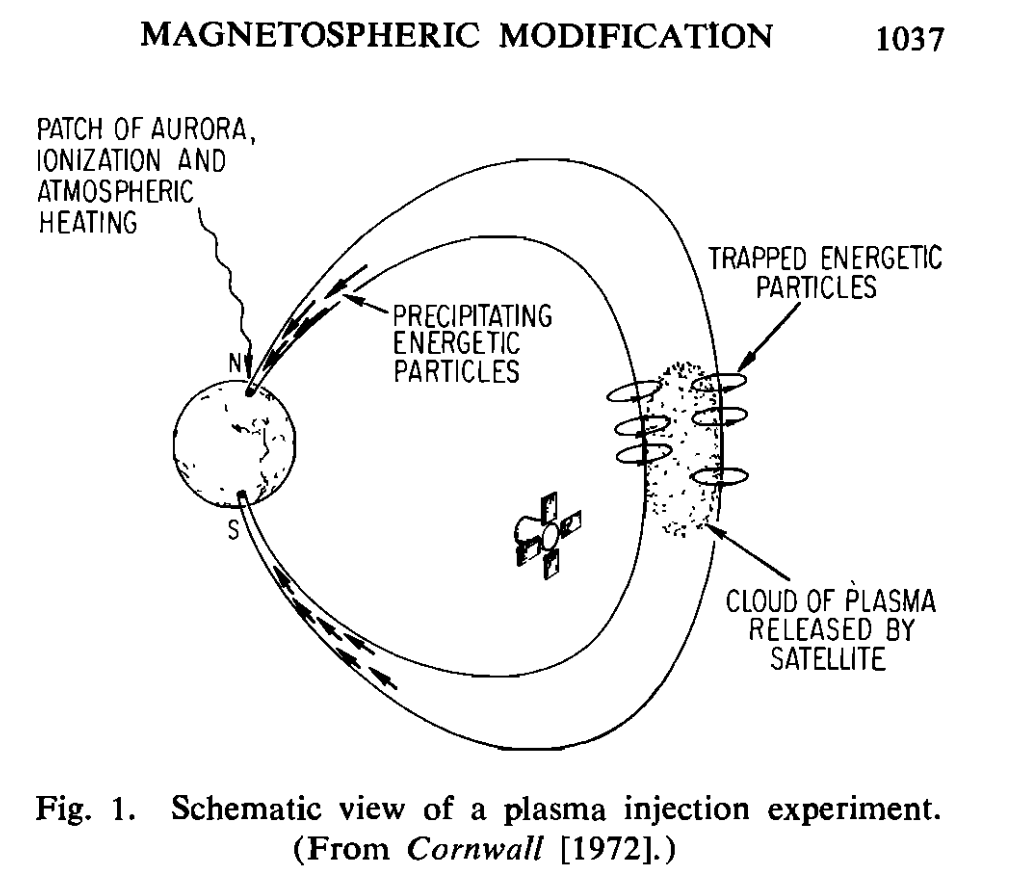 MAGNETOSPHERIC MODIFICATION 1037
PATCH OF AURORA,
IONIZATION AND
ATMOSPHERIC
HEATING
TRAPPED ENERGETIC
PARTICLES
PRECIPITATING
ENERGETIC
PARTICLES
N
S
CLOUD OF PLASMA
RELEASED BY
SATELLITE
Fig. 1. Schematic view of a plasma injection experiment.
(From Cornwall [1972].)